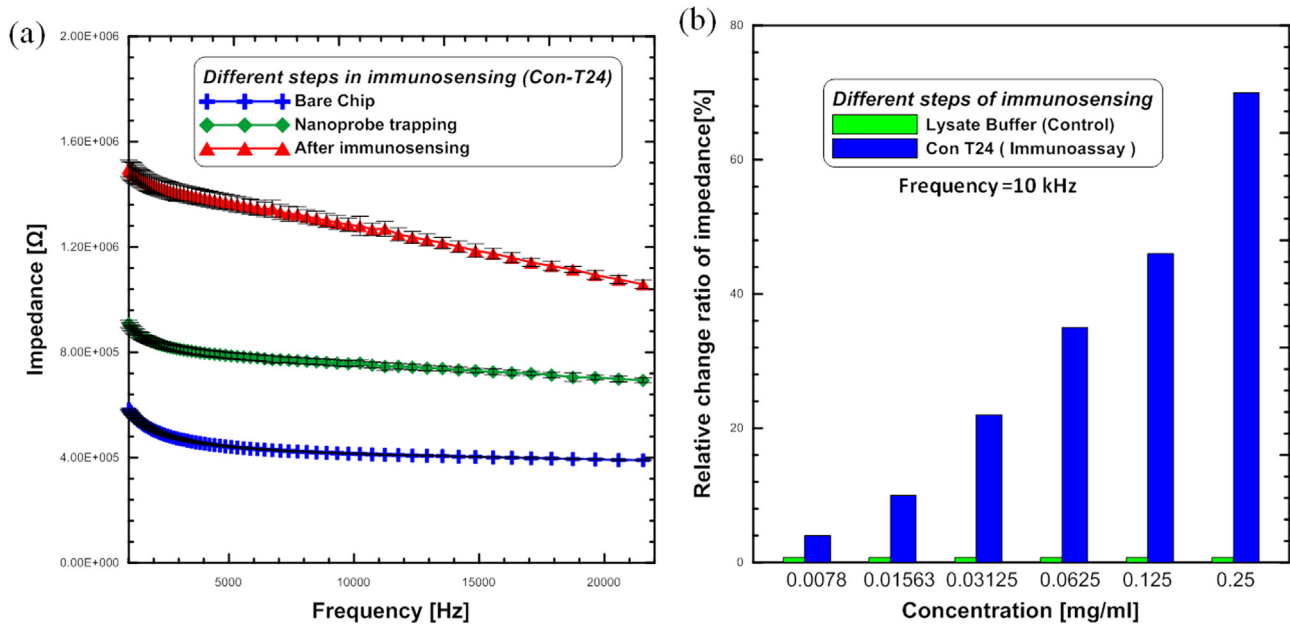 (a)
2.00E+006
1.60E+006
1.20E+006
8.00E+005
4.00E+005
0.00E+000
Impedance [Ω]
Different steps in immunosensing (Con-T24)
Bare Chip
Nanoprobe trapping
After immunosensing
5000 10000 15000 20000
Frequency [Hz]
(b)
80
60
40
20
0
Relative change ratio of impedance[%]
Different steps of immunosensing
Lysate Buffer (Control)
Con T24 ( Immunoassay )
Frequency =10 kHz
0.0078 0.01563 0.03125 0.0625 0.125 0.25
Concentration [mg/ml]